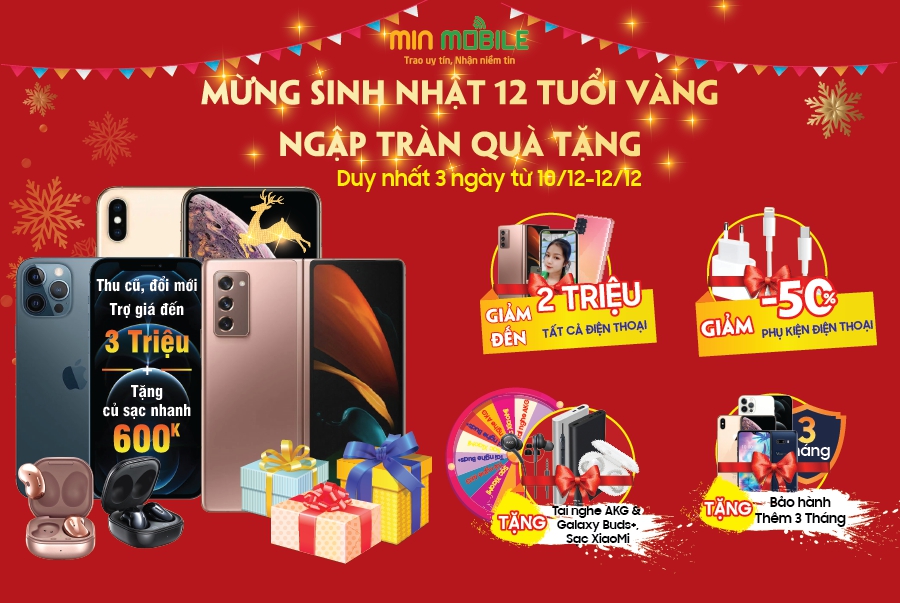 MIN MOBILE
Trao uy tín, Nhận niềm tin
MỪNG SINH NHẬT 12 TUỔI VÀNG
NGẬP TRÀN QUÀ TẶNG
Duy nhất 3 ngày từ 10/12-12/12
Thu cũ, đổi mới
Trợ giá đến
3 Triệu
+
Tặng
củ sạc nhanh
600K
GIẢM
ĐẾN
2 TRIỆU
TẤT CẢ ĐIỆN THOẠI
GIẢM
-50%
PHỤ KIỆN ĐIỆN THOẠI
TẶNG
Tai nghe AKG &
Galaxy Buds+,
Sạc XiaoMi
3
tháng
TẶNG
Bảo hành
Thêm 3 Tháng